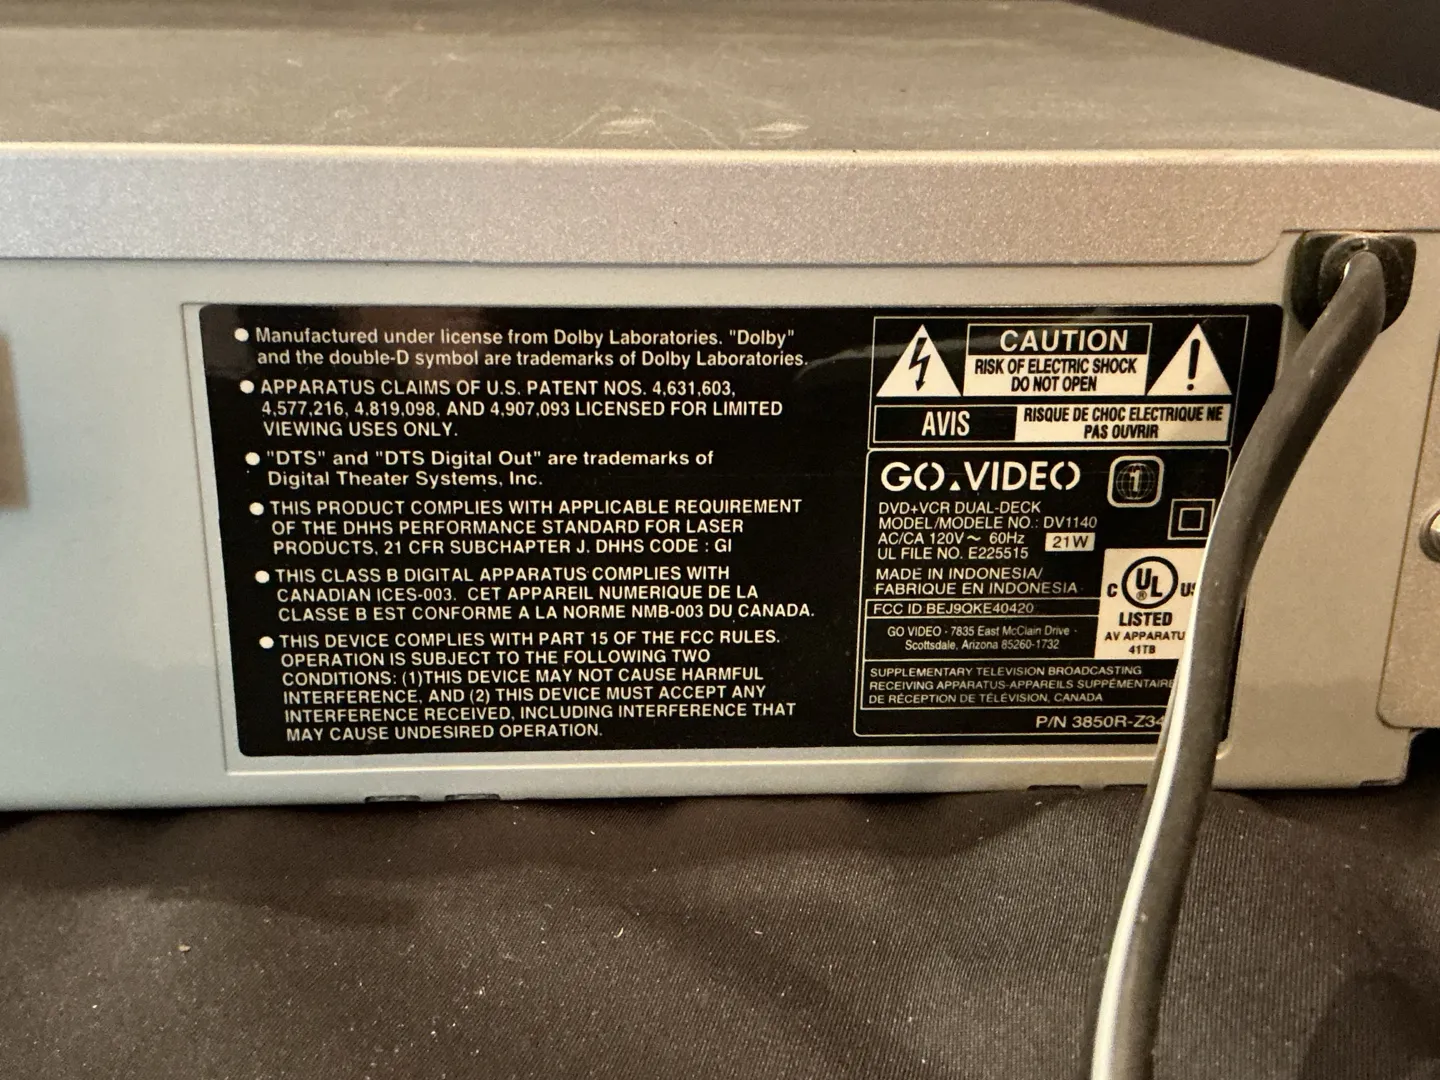 ● Manufactured under license from Dolby Laboratories. "Dolby"
and the double-D symbol are trademarks of Dolby Laboratories.
● APPARATUS CLAIMS OF U.S. PATENT NOS. 4,631,603,
4,577,216, 4,819,098, AND 4,907,093 LICENSED FOR LIMITED
VIEWING USES ONLY.
● "DTS" and "DTS Digital Out" are trademarks of
Digital Theater Systems, Inc.
● THIS PRODUCT COMPLIES WITH APPLICABLE REQUIREMENT
OF THE DHHS PERFORMANCE STANDARD FOR LASER
PRODUCTS, 21 CFR SUBCHAPTER J. DHHS CODE : GI
● THIS CLASS B DIGITAL APPARATUS COMPLIES WITH
CANADIAN ICES-003. CET APPAREIL NUMERIQUE DE LA
CLASSE B EST CONFORME A LA NORME NMB-003 DU CANADA.
● THIS DEVICE COMPLIES WITH PART 15 OF THE FCC RULES.
OPERATION IS SUBJECT TO THE FOLLOWING TWO
CONDITIONS: (1)THIS DEVICE MAY NOT CAUSE HARMFUL
INTERFERENCE, AND (2) THIS DEVICE MUST ACCEPT ANY
INTERFERENCE RECEIVED, INCLUDING INTERFERENCE THAT
MAY CAUSE UNDESIRED OPERATION.
CAUTION
RISK OF ELECTRIC SHOCK
DO NOT OPEN
AVIS
RISQUE DE CHOC ELECTRIQUE NE
PAS OUVRIR
GO.VIDEO
1
DVD+VCR DUAL-DECK
MODEL/MODELE NO.: DV1140
AC/CA 120V~ 60Hz 21W
UL FILE NO. E225515
MADE IN INDONESIA/
FABRIQUE EN INDONESIA
C UL ® US
LISTED
AV APPARATU
41TB
FCC ID:BEJ9QKE40420
GO VIDEO - 7835 East McClain Drive -
Scottsdale, Arizona 85260-1732
SUPPLEMENTARY TELEVISION BROADCASTING
RECEIVING APPARATUS-APPAREILS SUPPÉMENTAIRE
DE RÉCEPTION DE TÉLEVISION, CANADA
P/N 3850R-Z34